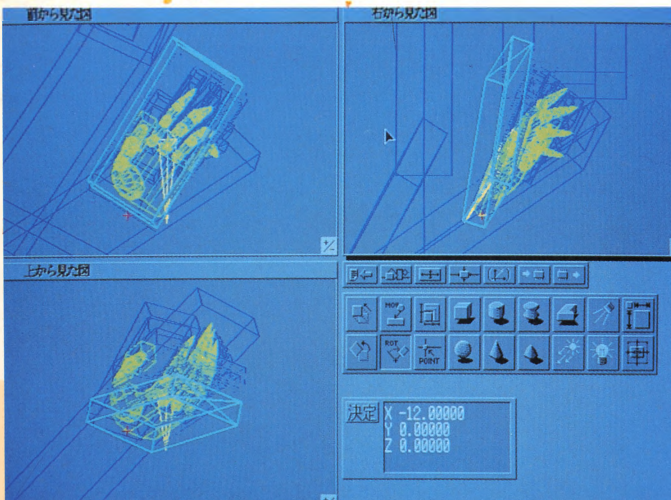 前から見た図
右から見た図
上から見た図
MOF
ROT
POINT
決定
X -12.00000
Y 0.00000
Z 0.00000